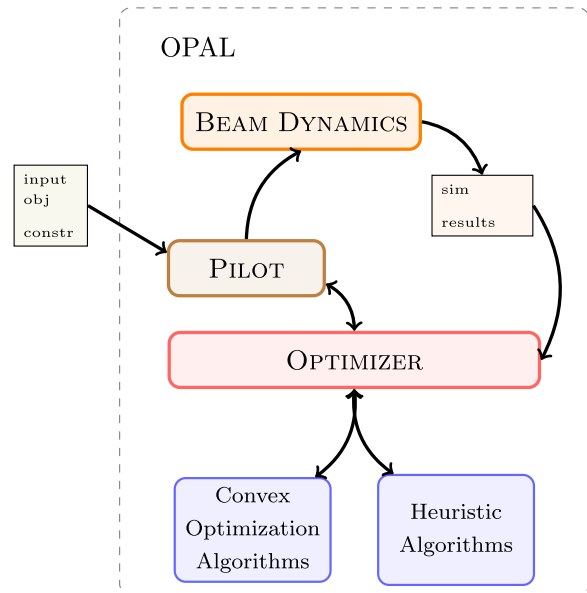 OPAL
BEAM DYNAMICS
input
obj
constr
sim
results
PILOT
OPTIMIZER
Convex
Optimization
Algorithms
Heuristic
Algorithms